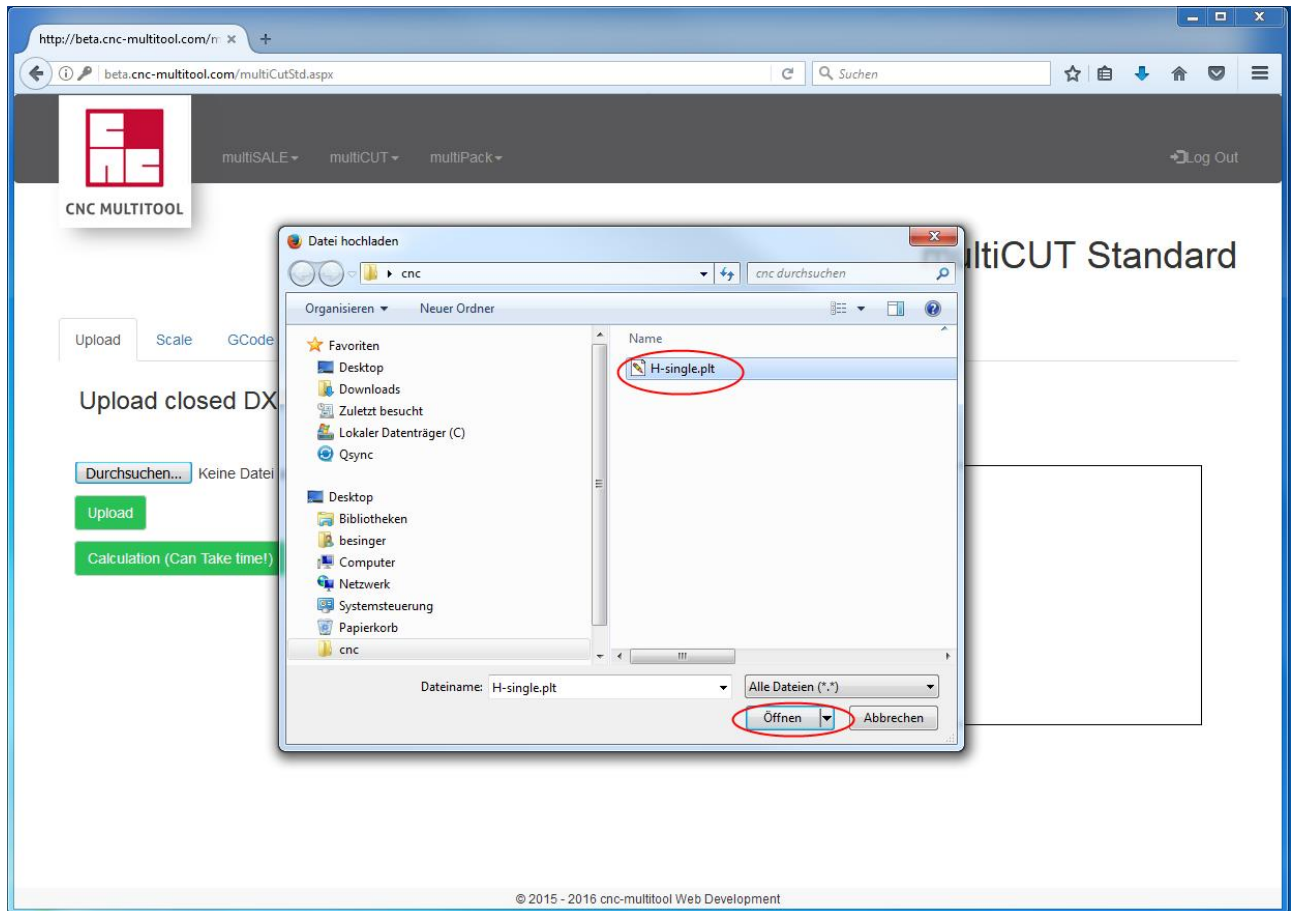 http://beta.cnc-multitool.com/m
beta.cnc-multitool.com/multiCutStd.aspx
Suchen
CNC MULTITOOL
multiSALE
multiCUT
multiPack
Log Out
ultiCUT Standard
Upload
Scale
GCode
Upload closed DX
Durchsuchen... Keine Datei
Upload
Calculation (Can Take time!)
Datei hochladen
cnc
cnc durchsuchen
Organisieren
Neuer Ordner
Favoriten
Desktop
Downloads
Zuletzt besucht
Lokaler Datenträger (C)
Qsync
Desktop
Bibliotheken
besinger
Computer
Netzwerk
Systemsteuerung
Papierkorb
cnc
Name
H-single.plt
Dateiname: H-single.plt
Alle Dateien (*.*)
Öffnen
Abbrechen
© 2015 - 2016 cnc-multitool Web Development